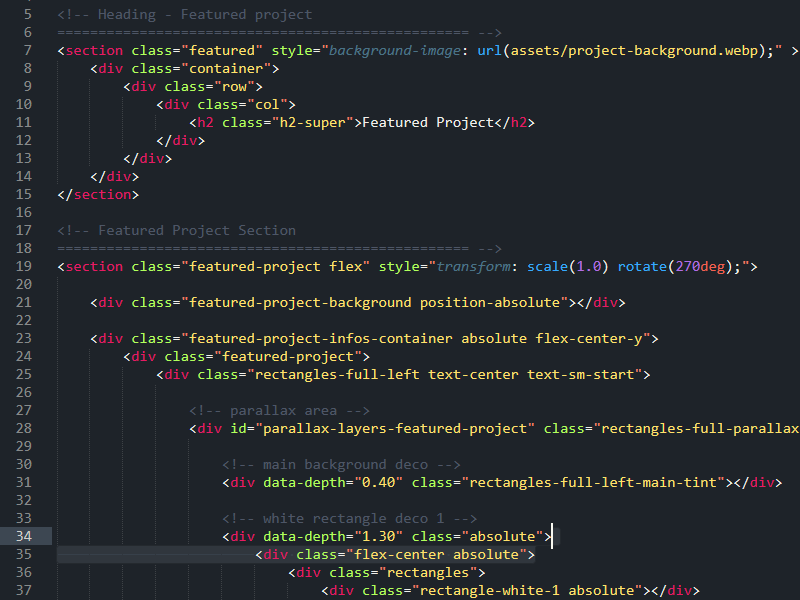 5 <!-- Heading - Featured project
6 ================================================== -->
7 <section class="featured" style="background-image: url(assets/project-background.webp);" >
8 <div class="container">
9 <div class="row">
10 <div class="col">
11 <h2 class="h2-super">Featured Project</h2>
12 </div>
13 </div>
14 </div>
15 </section>
16
17 <!-- Featured Project Section
18 ================================================== -->
19 <section class="featured-project flex" style="transform: scale(1.0) rotate(270deg);">
20
21 <div class="featured-project-background position-absolute"></div>
22
23 <div class="featured-project-infos-container absolute flex-center-y">
24 <div class="featured-project">
25 <div class="rectangles-full-left text-center text-sm-start">
26
27 <!-- parallax area -->
28 <div id="parallax-layers-featured-project" class="rectangles-full-parallax
29
30 <!-- main background deco -->
31 <div data-depth="0.40" class="rectangles-full-left-main-tint"></div>
32
33 <!-- white rectangle deco 1 -->
34 <div data-depth="1.30" class="absolute">
35 <div class="flex-center absolute">
36 <div class="rectangles">
37 <div class="rectangle-white-1 absolute"></div>